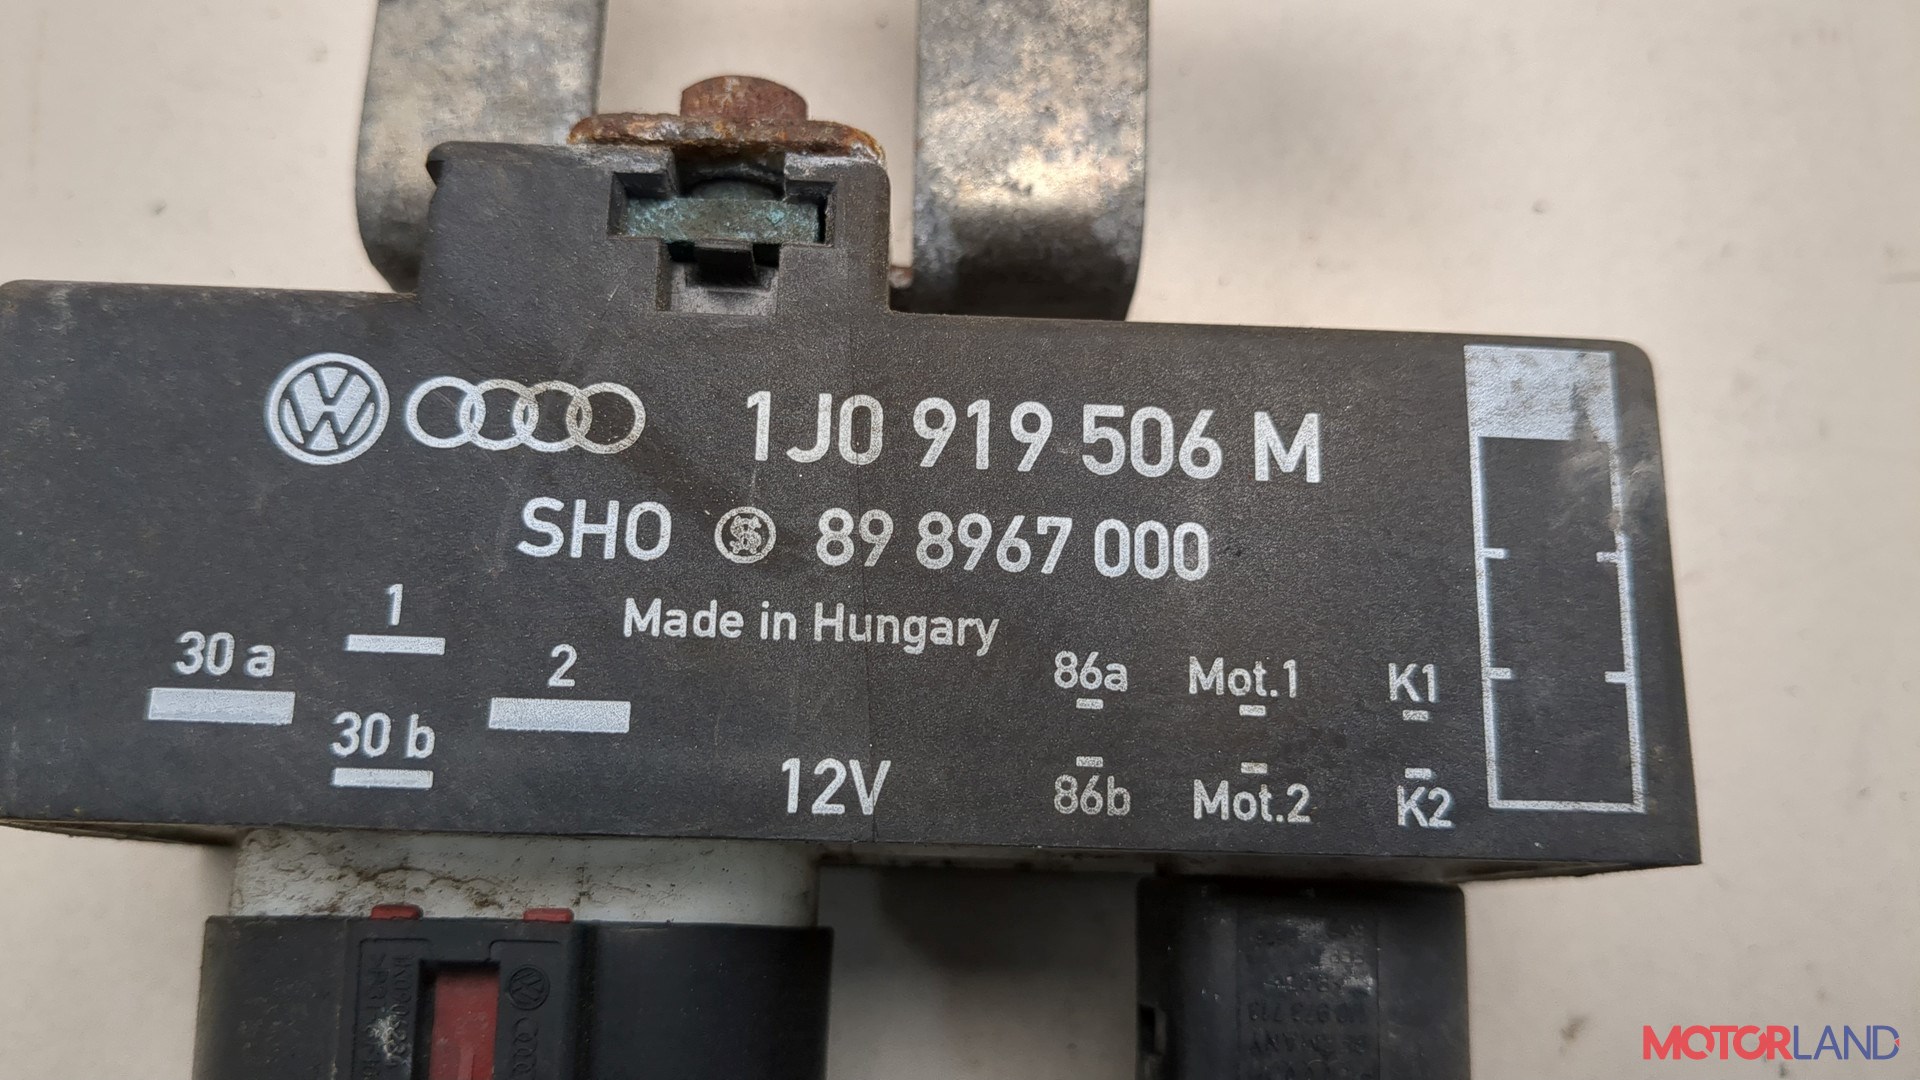 1J0 919 506 M
SHO 89 8967 000
Made in Hungary
1
30 a
2
30 b
12V
86a Mot.1 K1
86b Mot.2 K2
MOTORLAND